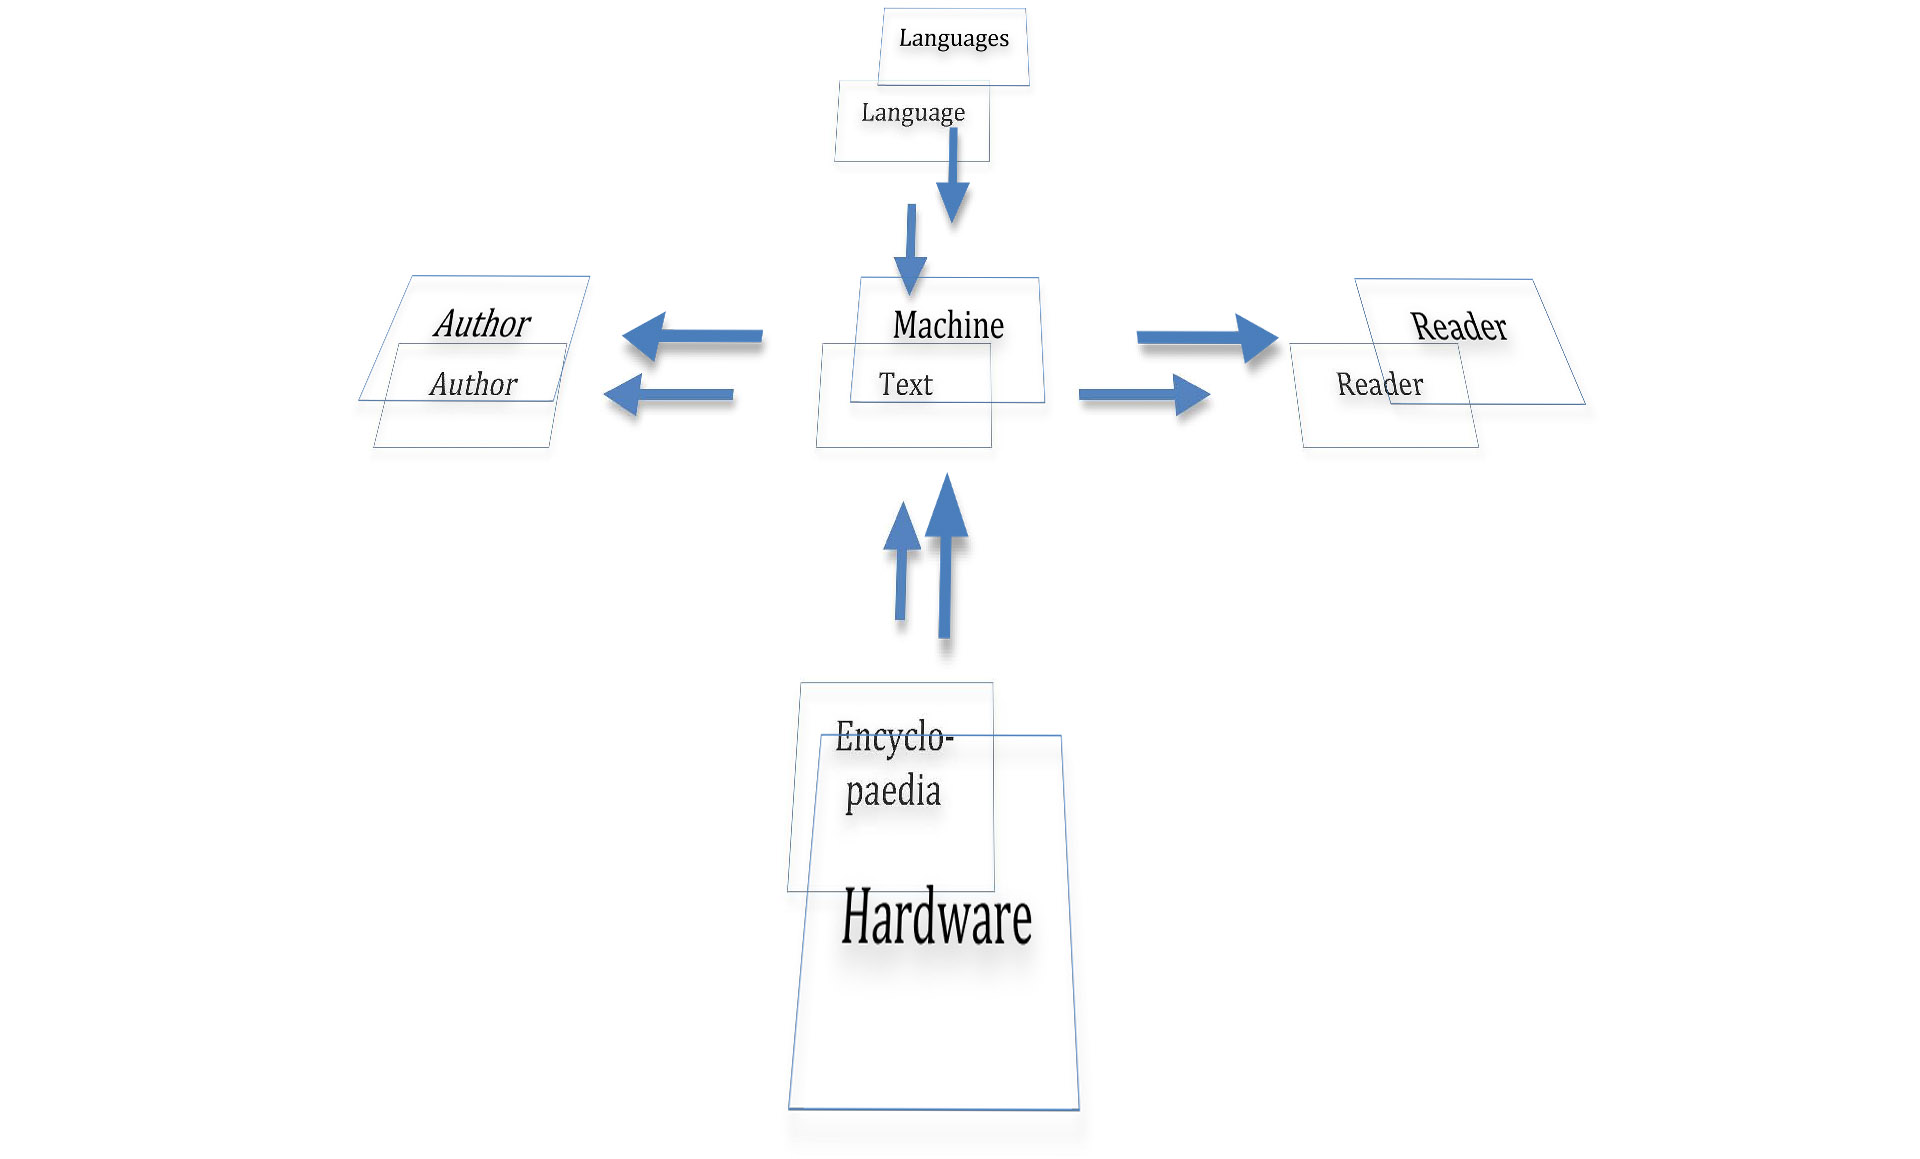 Languages
Language
Author
Machine
Reader
Author
Text
Reader
Encyclo-
paedia
Hardware